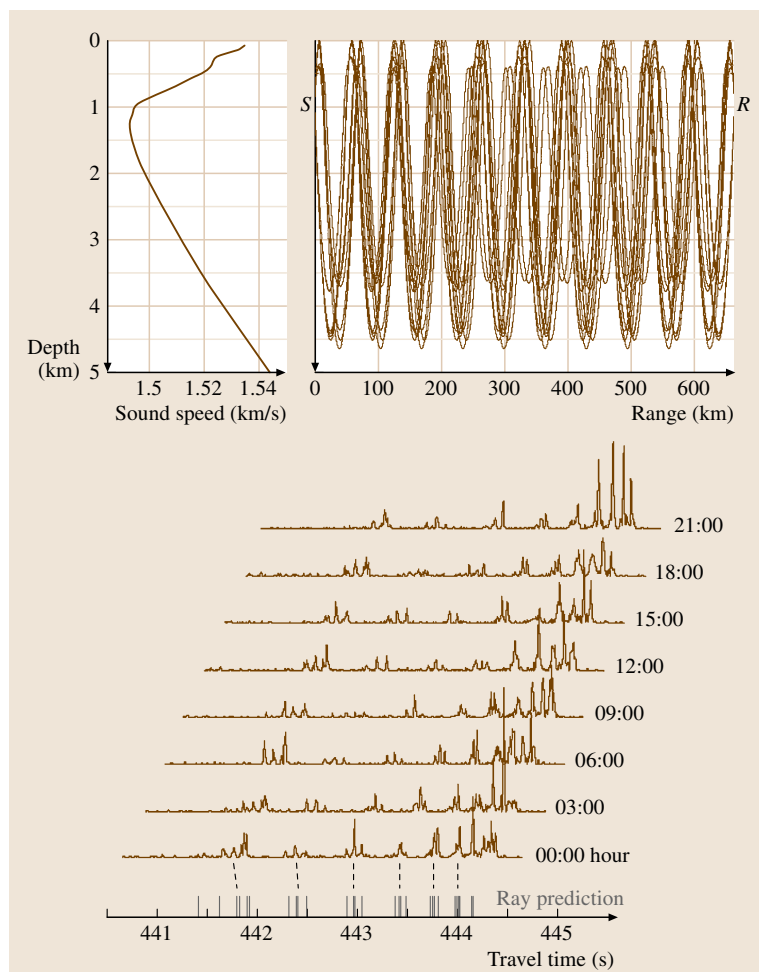 0
1
2
3
4
5
Depth
(km)
1.5 1.52 1.54
Sound speed (km/s)
S
R
0 100 200 300 400 500 600
Range (km)
21:00
18:00
15:00
12:00
09:00
06:00
03:00
00:00 hour
Ray prediction
441 442 443 444 445
Travel time (s)